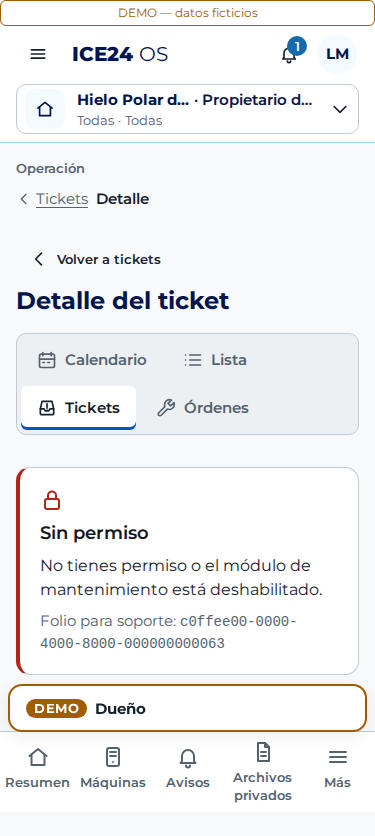 DEMO — datos ficticios
ICE24 OS
1
LM
Hielo Polar d... · Propietario d...
Todas · Todas
Operación
Tickets Detalle
Volver a tickets
Detalle del ticket
Calendario Lista
Tickets Órdenes
Sin permiso
No tienes permiso o el módulo de
mantenimiento está deshabilitado.
Folio para soporte: c0ffee00-0000-
4000-8000-000000000063
DEMO Dueño
Resumen Máquinas Avisos Archivos privados Más